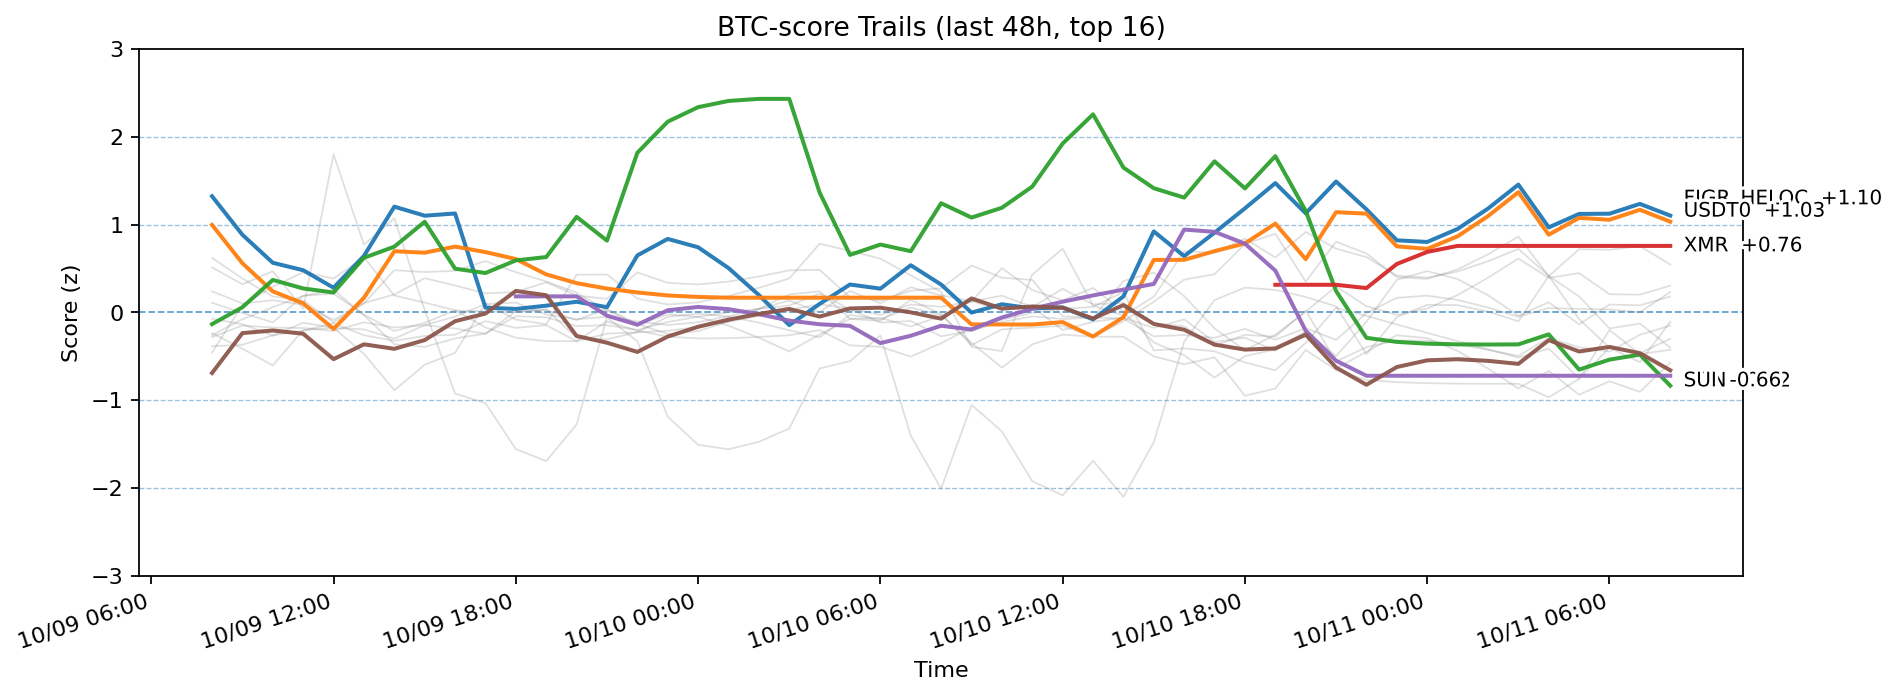 BTC-score Trails (last 48h, top 16)
Score (z)
3
2
1
0
−1
−2
−3
FIGR_HELOC +1.10
USDT0 +1.03
XMR +0.76
SUN
10/09 06:00
10/09 12:00
10/09 18:00
10/10 00:00
10/10 06:00
10/10 12:00
10/10 18:00
10/11 00:00
10/11 06:00
Time